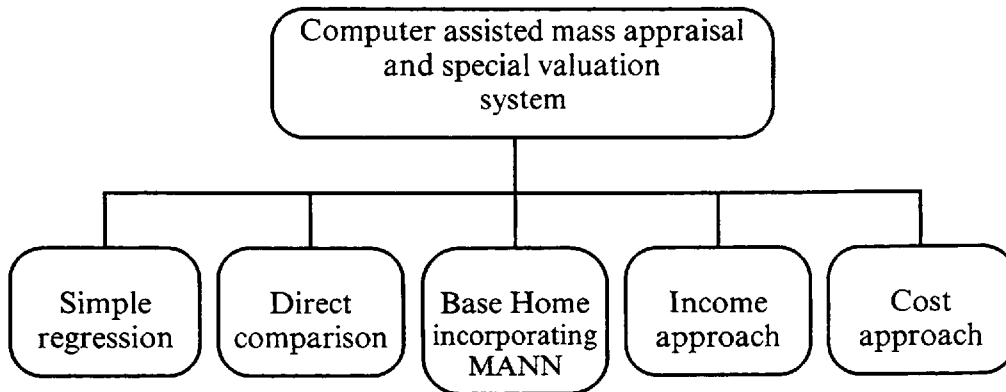 Computer assisted mass appraisal
and special valuation
system
Simple
regression
Direct
comparison
Base Home
incorporating
MANN
Income
approach
Cost
approach